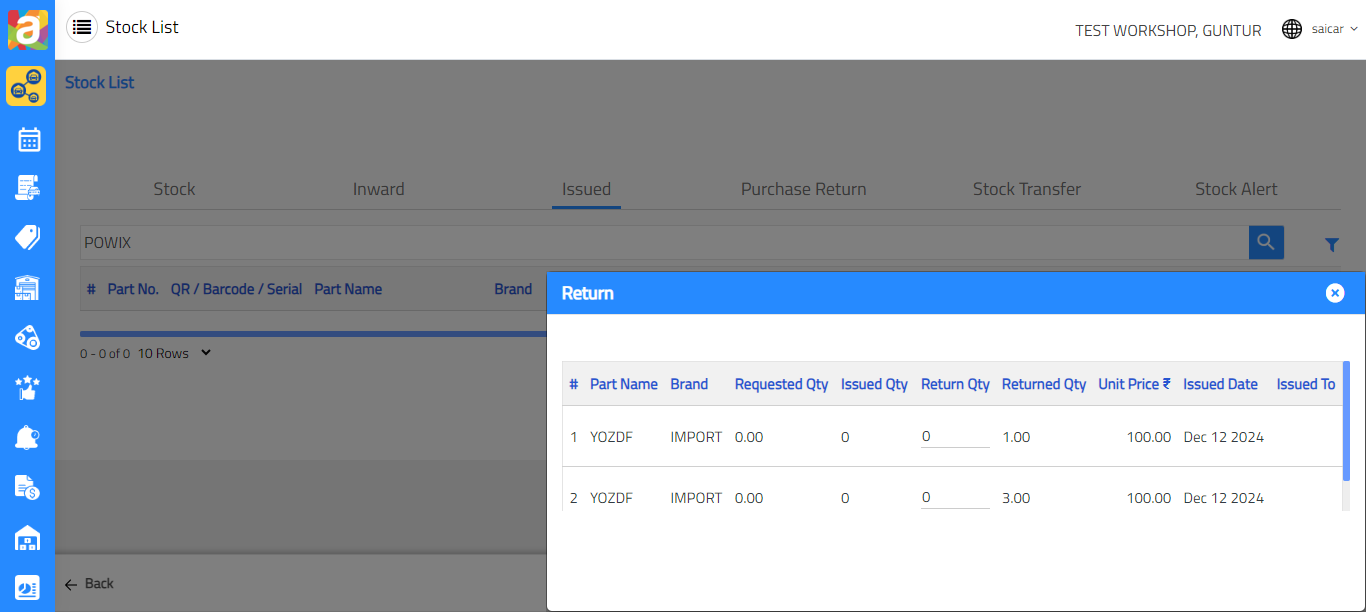 a
Stock List
TEST WORKSHOP, GUNTUR
saicar
Stock List
Stock
Inward
Issued
Purchase Return
Stock Transfer
Stock Alert
POWIX
# Part No. QR / Barcode / Serial Part Name Brand
0 - 0 of 0 10 Rows
Return
# Part Name Brand Requested Qty Issued Qty Return Qty Returned Qty Unit Price ₹ Issued Date Issued To
1 YOZDF IMPORT 0.00 0 0 1.00 100.00 Dec 12 2024
2 YOZDF IMPORT 0.00 0 0 3.00 100.00 Dec 12 2024
Back